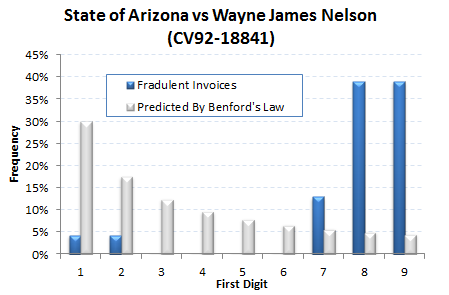 State of Arizona vs Wayne James Nelson
(CV92-18841)
45%
40%
35%
30%
25%
20%
15%
10%
5%
0%
Frequency
Fradulent Invoices
Predicted By Benford's Law
1 2 3 4 5 6 7 8 9
First Digit